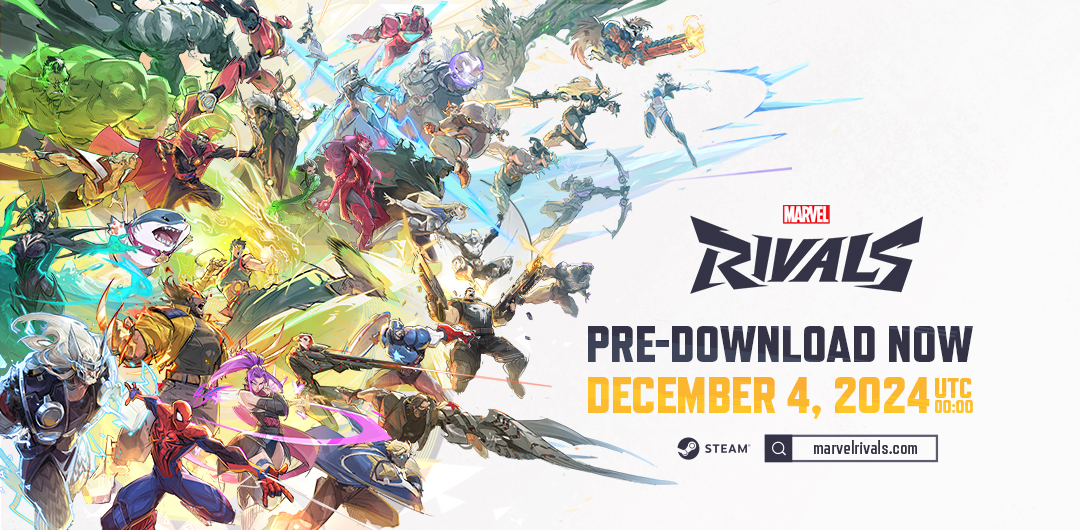 MARVEL
RIVALS
PRE-DOWNLOAD NOW
DECEMBER 4, 2024 UTC 00:00
STEAM®
marvelrivals.com